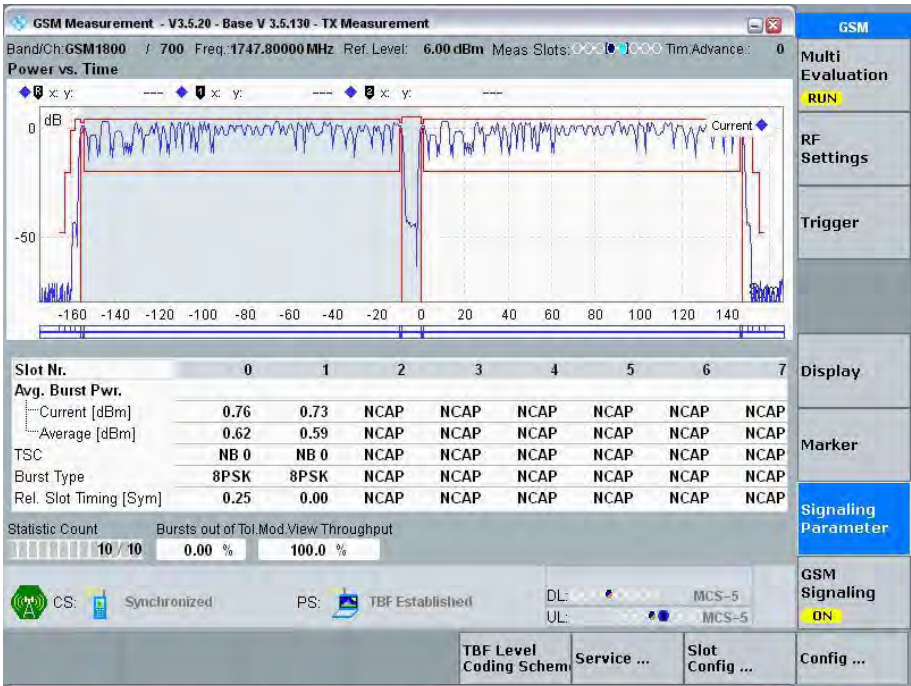 GSM Measurement - V3.5.20 - Base V 3.5.130 - TX Measurement
GSM
Band/Ch:GSM1800 / 700 Freq.:1747.80000 MHz Ref. Level: 6.00 dBm Meas Slots: Tim.Advance.: 0
Power vs. Time
Multi Evaluation
RUN
R x: y: --- 1 x: y: --- 2 x: y: ---
dB
Current
0
-50
RF Settings
Trigger
-160 -140 -120 -100 -80 -60 -40 -20 0 20 40 60 80 100 120 140
Slot Nr. 0 1 2 3 4 5 6 7
Display
Avg. Burst Pwr.
Current [dBm] 0.76 0.73 NCAP NCAP NCAP NCAP NCAP NCAP
Average [dBm] 0.62 0.59 NCAP NCAP NCAP NCAP NCAP NCAP
Marker
TSC NB 0 NB 0 NCAP NCAP NCAP NCAP NCAP NCAP
Burst Type 8PSK 8PSK NCAP NCAP NCAP NCAP NCAP NCAP
Rel. Slot Timing [Sym] 0.25 0.00 NCAP NCAP NCAP NCAP NCAP NCAP
Signaling Parameter
Statistic Count Bursts out of Tol. Mod.View Throughput
10 / 10 0.00 % 100.0 %
GSM Signaling
ON
CS: Synchronized PS: TBF Established DL: MCS-5
UL: MCS-5
TBF Level Coding Schem
Service ...
Slot Config ...
Config ...